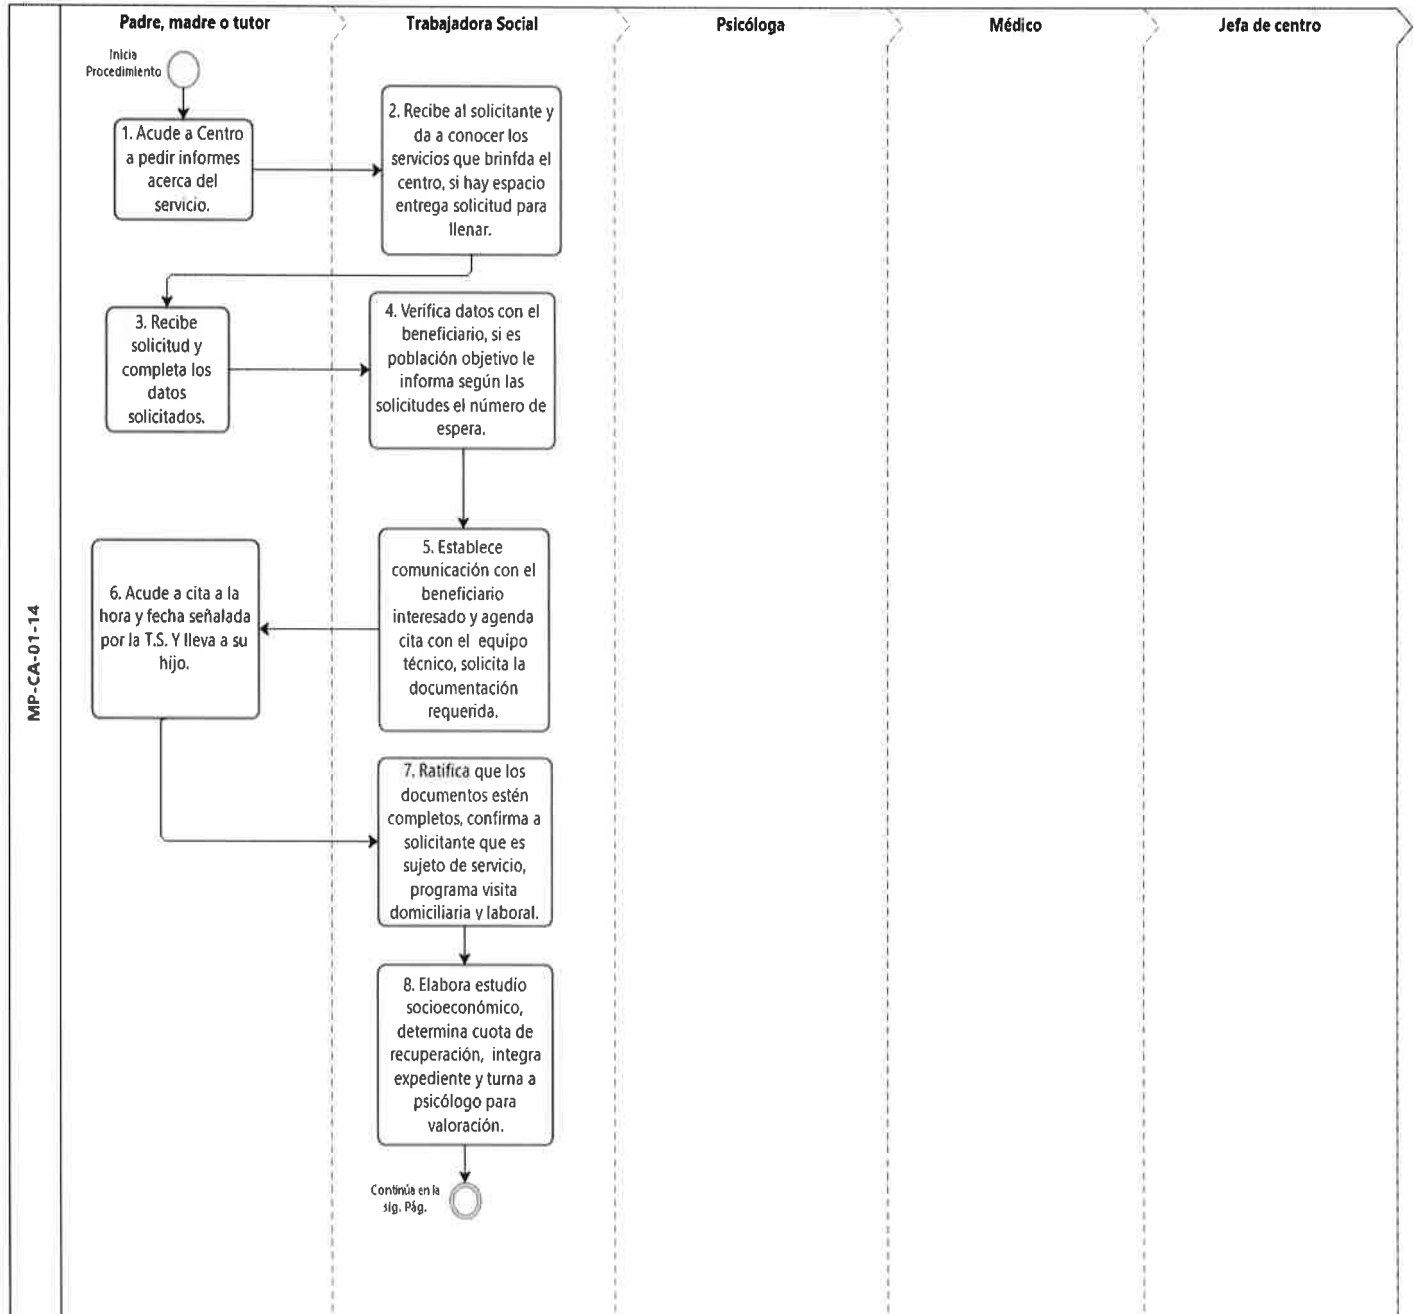 Padre, madre o tutor
Trabajadora Social
Psicóloga
Médico
Jefa de centro
Inicia
Procedimiento
1. Acude a Centro
a pedir informes
acerca del
servicio.
2. Recibe al solicitante y
da a conocer los
servicios que brinfda el
centro, si hay espacio
entrega solicitud para
llenar.
3. Recibe
solicitud y
completa los
datos
solicitados.
4. Verifica datos con el
beneficiario, si es
población objetivo le
informa según las
solicitudes el número de
espera.
5. Establece
comunicación con el
beneficiario
interesado y agenda
cita con el equipo
técnico, solicita la
documentación
requerida.
6. Acude a cita a la
hora y fecha señalada
por la T.S. Y lleva a su
hijo.
7. Ratifica que los
documentos estén
completos, confirma a
solicitante que es
sujeto de servicio,
programa visita
domiciliaria y laboral.
8. Elabora estudio
socioeconómico,
determina cuota de
recuperación, integra
expediente y turna a
psicólogo para
valoración.
Continúa en la
sig. Pág.
MP-CA-01-14